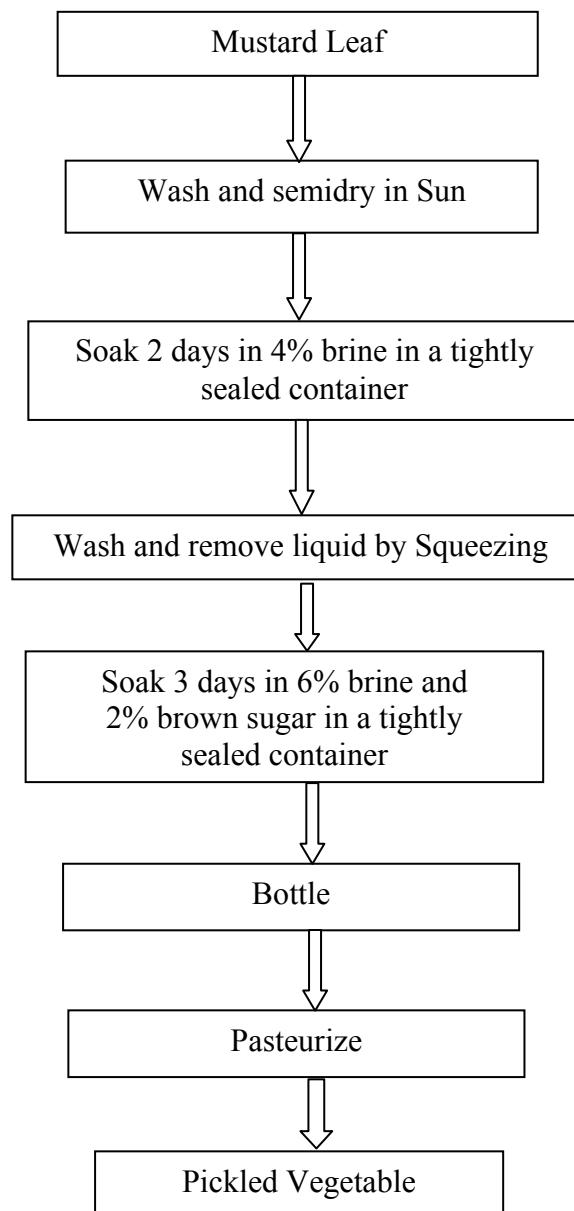 Mustard Leaf
Wash and semidry in Sun
Soak 2 days in 4% brine in a tightly
sealed container
Wash and remove liquid by Squeezing
Soak 3 days in 6% brine and
2% brown sugar in a tightly
sealed container
Bottle
Pasteurize
Pickled Vegetable